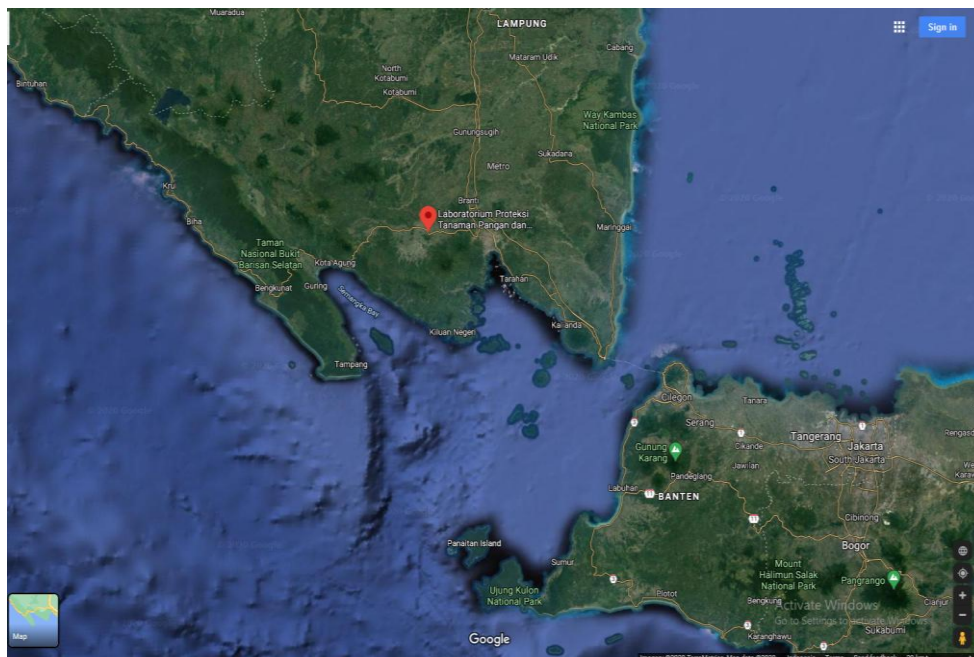 Muaradua
LAMPUNG
Sign in
Cabang
Mataram Udik
North
Kotabumi
Kotabumi
Bintuhan
Way Kambas
National Park
Gunungsugih
Sukadana
Metro
Kru
Branti
Laboratorium Proteksi
Tanaman Pangan dan...
Biha
Maringgai
Taman
Nasional Bukit
Barisan Selatan
Kota Agung
Tarahan
Bengkunat
Guring
Semangka Bay
Kiluan Negeri
Kalianda
Tampang
Cilegon
Tanara
Serang
Tangerang
Jakarta
Rengasd
Cikande
South Jakarta
Gunung
Karang
Jawilan
Pandeglang
Labuhan
BANTEN
Cibinong
Panaitan Island
Bogor
Sumur
Mount
Halimun Salak
National Park
Pangrango
Ujung Kulon
National Park
Plotot
Bengkung
Cianjur
Activate Windows
Go to Settings to activate Windows.
Sukabumi
Map
Google
Karanghawu